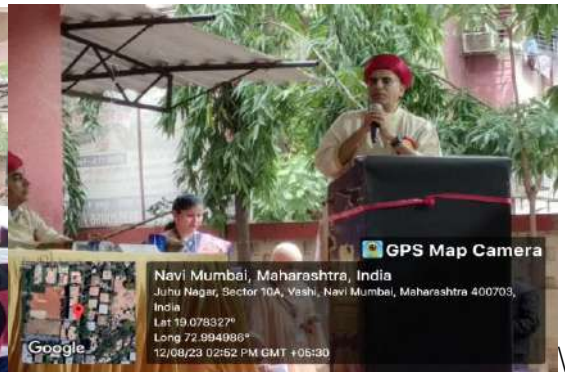 GPS Map Camera
Navi Mumbai, Maharashtra, India
Juhu Nagar, Sector 10A, Vashi, Navi Mumbai, Maharashtra 400703,
India
Lat 19.078327°
Long 72.994986°
12/08/23 02:52 PM GMT +05:30
Google
\